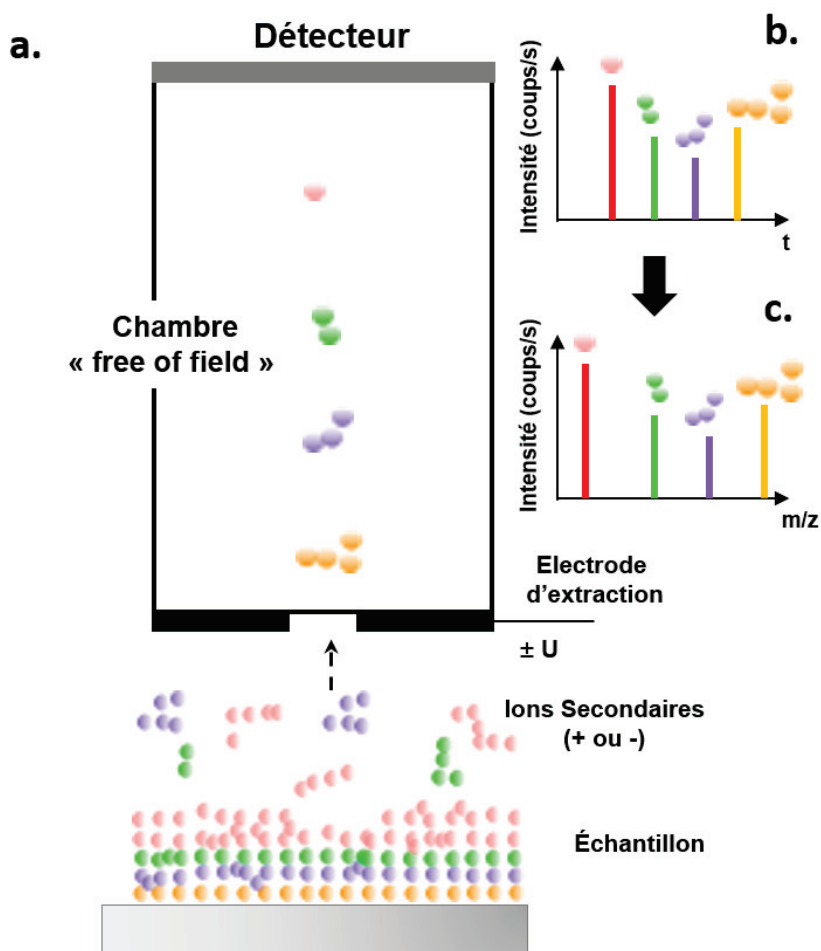 a.
Détecteur
Chambre
« free of field »
b.
Intensité (coups/s)
t
c.
Intensité (coups/s)
m/z
Electrode
d’extraction
± U
Ions Secondaires
(+ ou -)
Échantillon